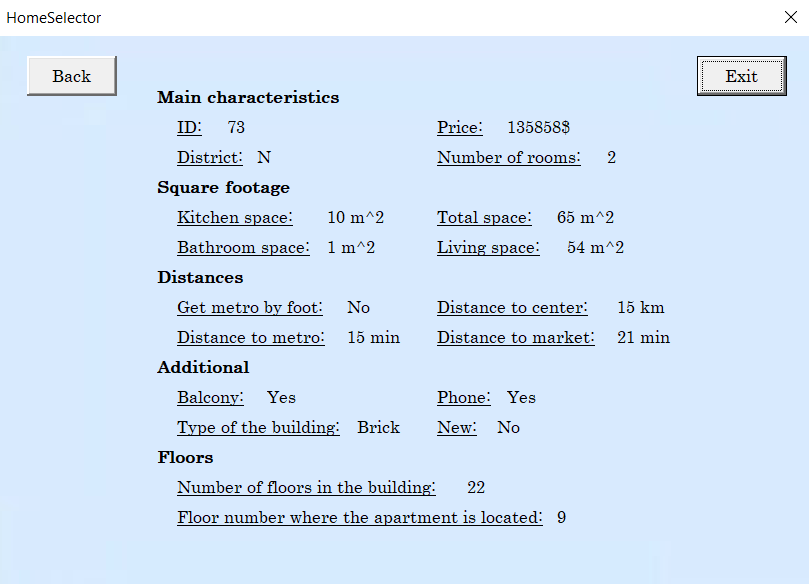 HomeSelector
Back Exit
Main characteristics
ID: 73 Price: 135858$
District: N Number of rooms: 2
Square footage
Kitchen space: 10 m^2 Total space: 65 m^2
Bathroom space: 1 m^2 Living space: 54 m^2
Distances
Get metro by foot: No Distance to center: 15 km
Distance to metro: 15 min Distance to market: 21 min
Additional
Balcony: Yes Phone: Yes
Type of the building: Brick New: No
Floors
Number of floors in the building: 22
Floor number where the apartment is located: 9